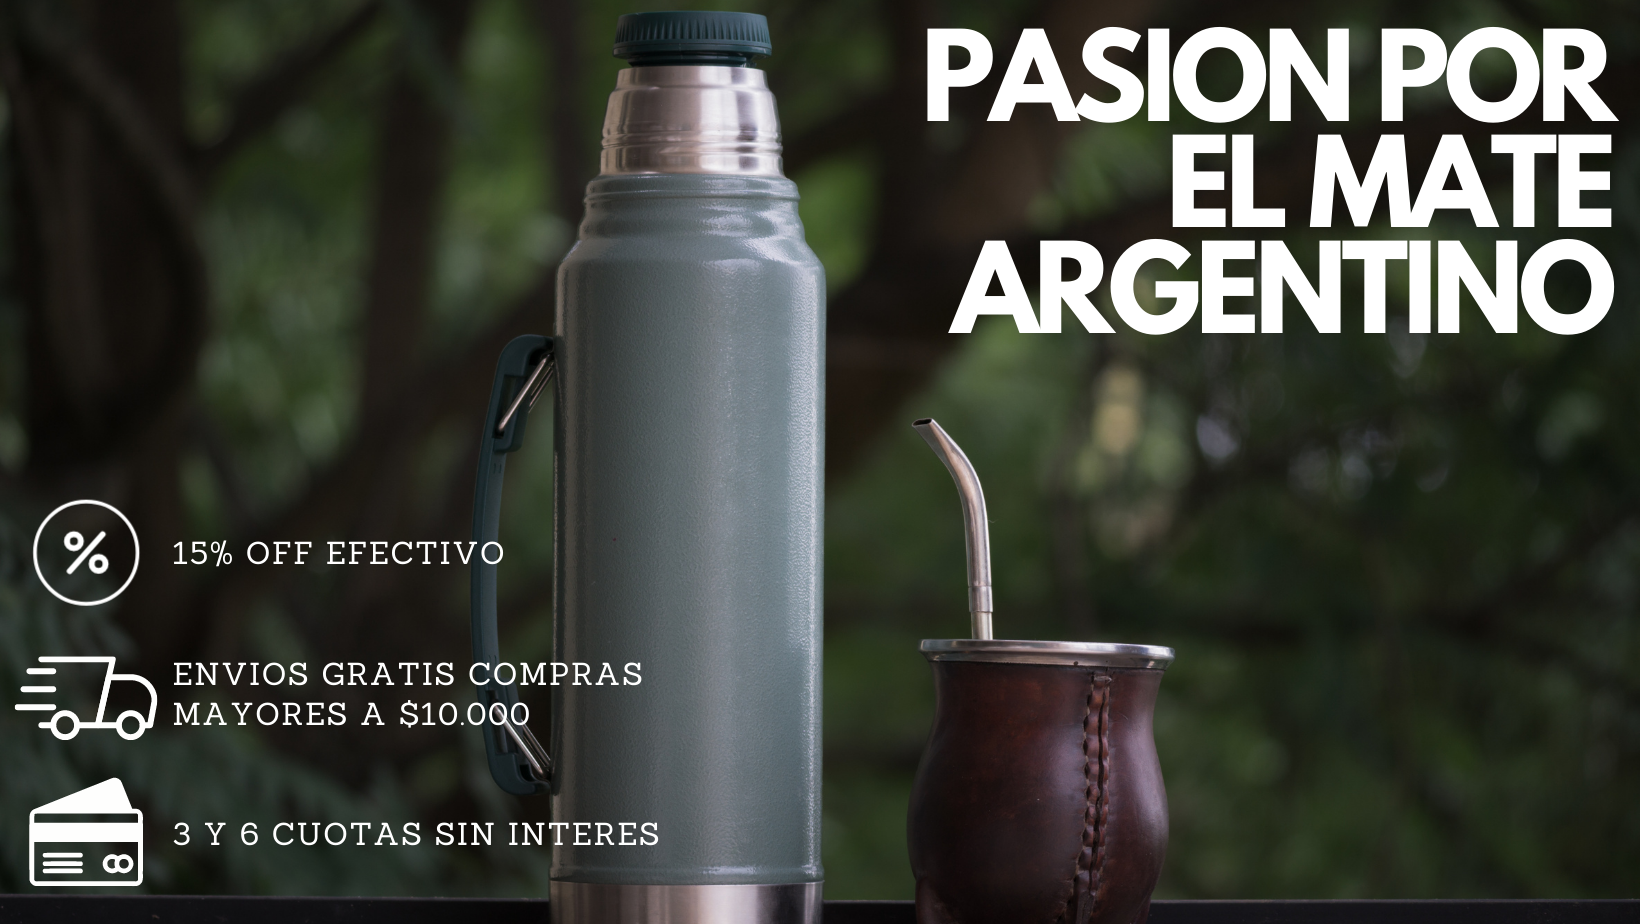 PASION POR
EL MATE
ARGENTINO
15% OFF EFECTIVO
ENVIOS GRATIS COMPRAS
MAYORES A $10.000
3 Y 6 CUOTAS SIN INTERES